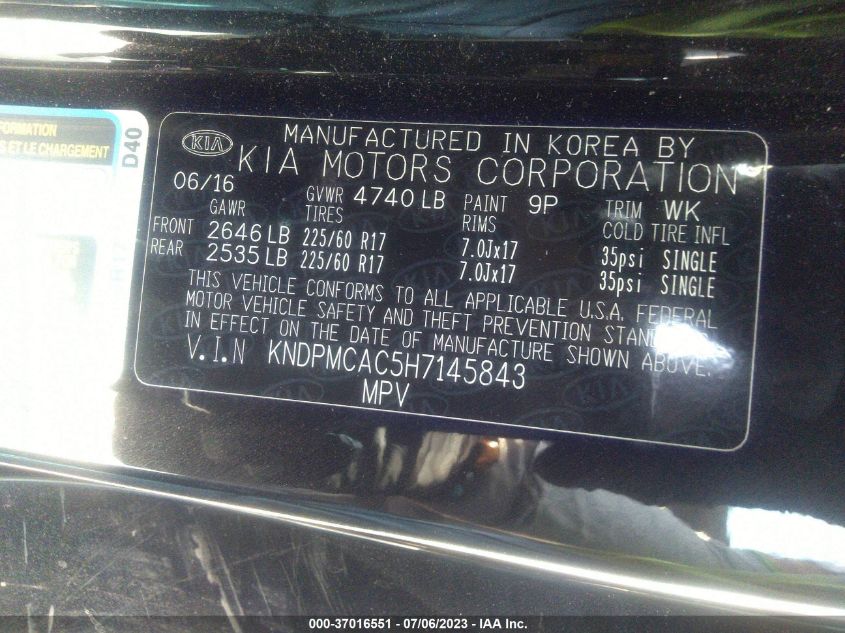 FORMATION
S ET LE CHARGEMENT
D40
KIA
MANUFACTURED IN KOREA BY
KIA MOTORS CORPORATION
06/16 GVWR 4740 LB PAINT 9P TRIM WK
GAWR TIRES RIMS COLD TIRE INFL
FRONT 2646 LB 225/60 R17 7.0Jx17 35psi SINGLE
REAR 2535 LB 225/60 R17 7.0Jx17 35psi SINGLE
THIS VEHICLE CONFORMS TO ALL APPLICABLE U.S.A. FEDERAL
MOTOR VEHICLE SAFETY AND THEFT PREVENTION STAN
IN EFFECT ON THE DATE OF MANUFACTURE SHOWN ABOVE.
V.I.N KNDPMCAC5H7145843
MPV
000-37016551 — 07/06/2023 — IAA Inc.